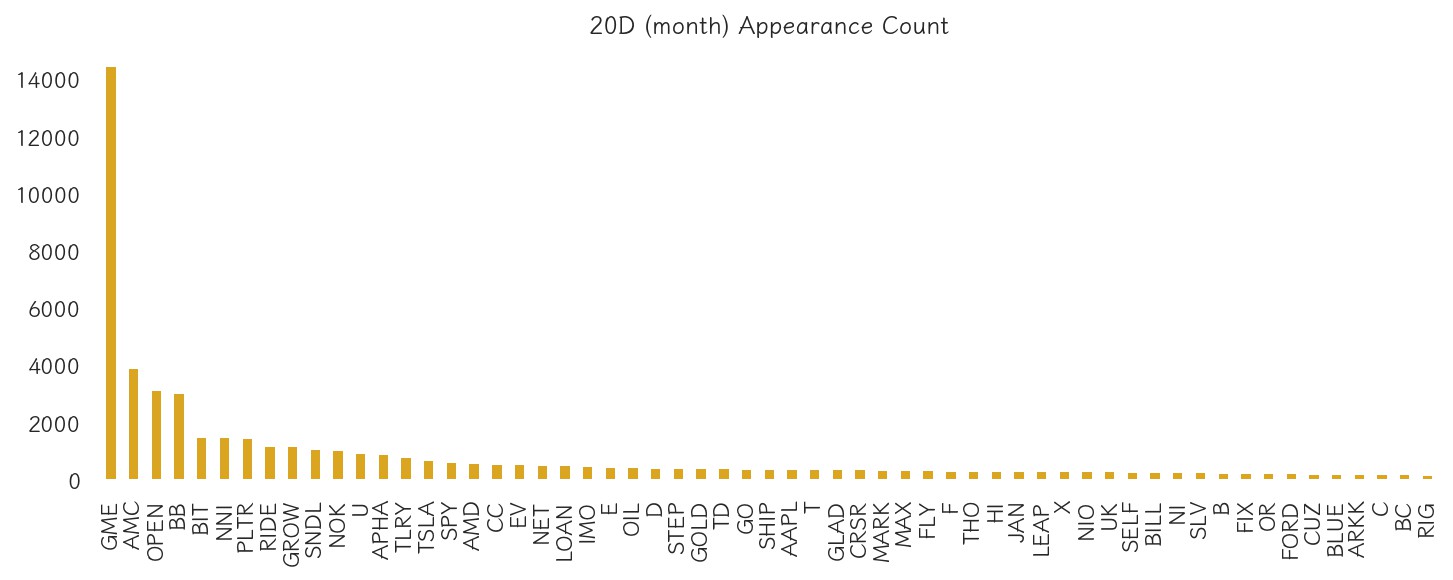 20D (month) Appearance Count
14000
12000
10000
8000
6000
4000
2000
0
GME
AMC
OPEN
BB
BIT
NNI
PLTR
RIDE
GROW
SNDL
NOK
U
APHA
TLRY
TSLA
SPY
AMD
CC
EV
NET
LOAN
IMO
E
OIL
D
STEP
GOLD
TD
GO
SHIP
AAPL
T
GLAD
CRSR
MARK
MAX
FLY
F
THO
HI
JAN
LEAP
X
NIO
UK
SELF
BILL
NI
SLV
B
FIX
OR
FORD
CUZ
BLUE
ARKK
C
BC
RIG